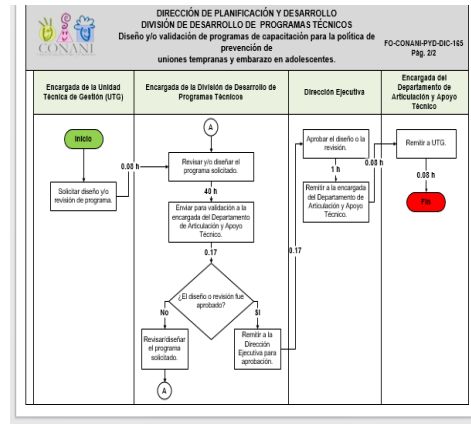 CONANI
DIRECCIÓN DE PLANIFICACIÓN Y DESARROLLO
DIVISIÓN DE DESARROLLO DE PROGRAMAS TÉCNICOS
Diseño y/o validación de programas de capacitación para la política de
prevención de
uniones tempranas y embarazo en adolescentes.
FO-CONANI-PYD-DIC-165
Pág. 2/2
Encargada de la Unidad
Técnica de Gestión (UTG)
Encargada de la División de Desarrollo de
Programas Técnicos
Dirección Ejecutiva
Encargada del
Departamento de
Articulación y Apoyo
Técnico
Inicio
Solicitar diseño y/o
revisión de programa.
0.08 h
A
Revisar y/o diseñar el
programa solicitado.
40 h
Enviar para validación a la
encargada del Departamento
de Articulación y Apoyo
Técnico.
0.17
¿El diseño o revisión fue
aprobado?
No
Si
Revisar/diseñar
el programa
solicitado.
A
Remitir a la
Dirección
Ejecutiva para
aprobación.
0.17
Aprobar el diseño o la
revisión.
1 h
Remitir a la encargada
del Departamento de
Articulación y Apoyo
Técnico.
0.08 h
Remitir a UTG.
0.08 h
Fin